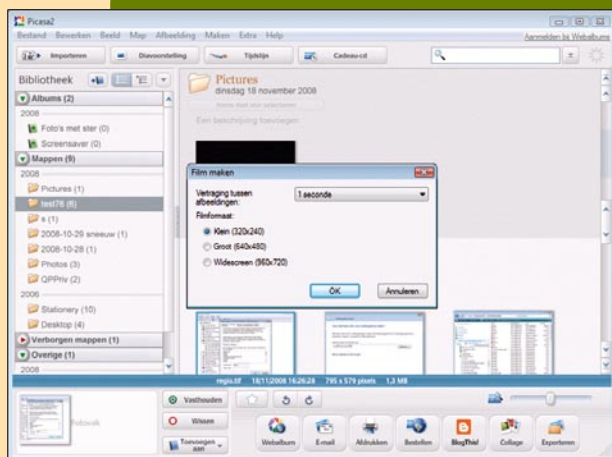 Picasa2
Bestand Bewerken Beeld Map Afbeelding Maken Extra Help
Aanmelden bij Webalbums
Importeren Diavoorstelling Tijdlijn Cadeau-cd
Bibliotheek
Albums (2)
2008
Foto's met ster (0)
Screensaver (0)
Mappen (9)
2008
Pictures (1)
test76 (6)
s (1)
2008-10-29 sneeuw (1)
2008-10-28 (1)
Photos (3)
QPPriv (2)
2006
Stationery (10)
Desktop (4)
Verborgen mappen (1)
Overige (1)
2008
Pictures
dinsdag 18 november 2008
Een beschrijving toevoegen
Film maken
Vertraging tussen
afbeeldingen:
1 seconde
Filmformaat:
Klein (320x240)
Groot (640x480)
Widescreen (960x720)
OK
Annuleren
regis.tif 18/11/2008 16:26:28 795 x 579 pixels 1,3 MB
Fotovak
Vasthouden
Wissen
Toevoegen
aan
Webalbum E-mail Afdrukken Bestellen BlogThis! Collage Exporteren